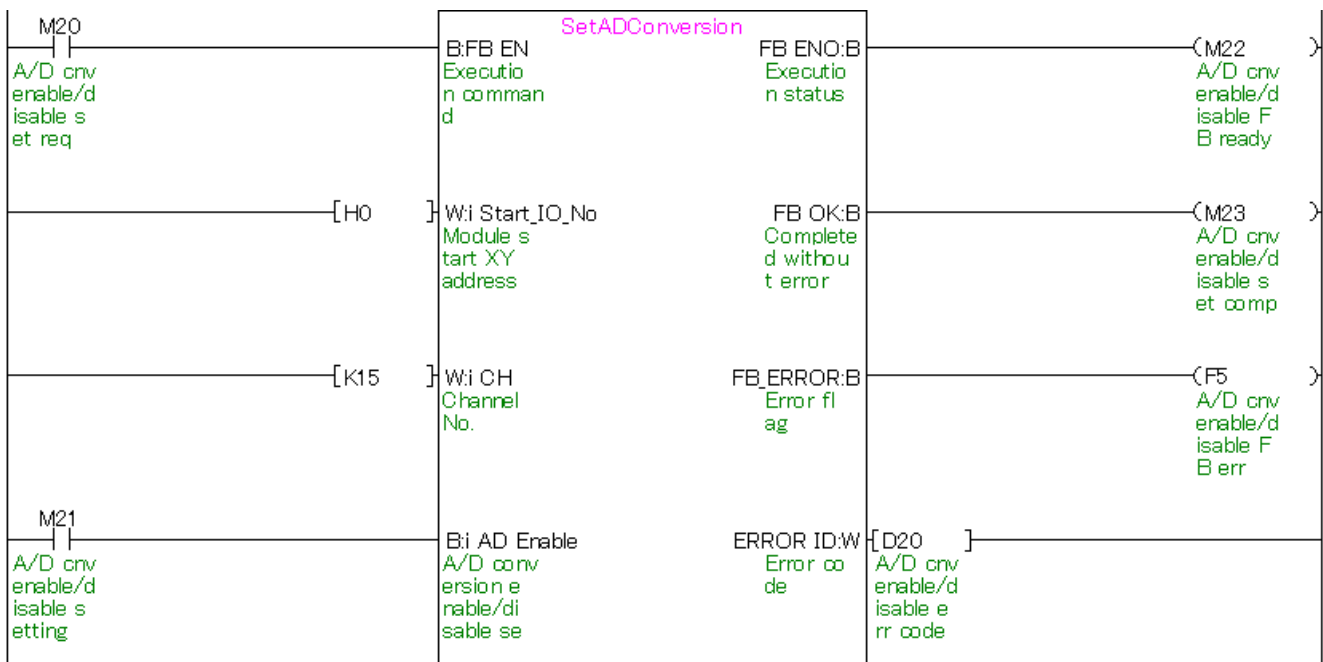 M20
SetADConversion
B:FB EN
FB ENO:B
M22
A/D cnv
enable/d
isable s
et req
Executio
n comman
d
Executio
n status
A/D cnv
enable/d
isable F
B ready
[H0 ]
W:i Start_IO_No
FB OK:B
M23
Module s
tart XY
address
Complete
d withou
t error
A/D cnv
enable/d
isable s
et comp
[K15 ]
W:i CH
FB_ERROR:B
F5
Channel
No.
Error fl
ag
A/D cnv
enable/d
isable F
B err
M21
B:i AD Enable
ERROR ID:W
[D20 ]
A/D cnv
enable/d
isable s
etting
A/D conv
ersion e
nable/di
sable se
Error co
de
A/D cnv
enable/d
isable e
rr code